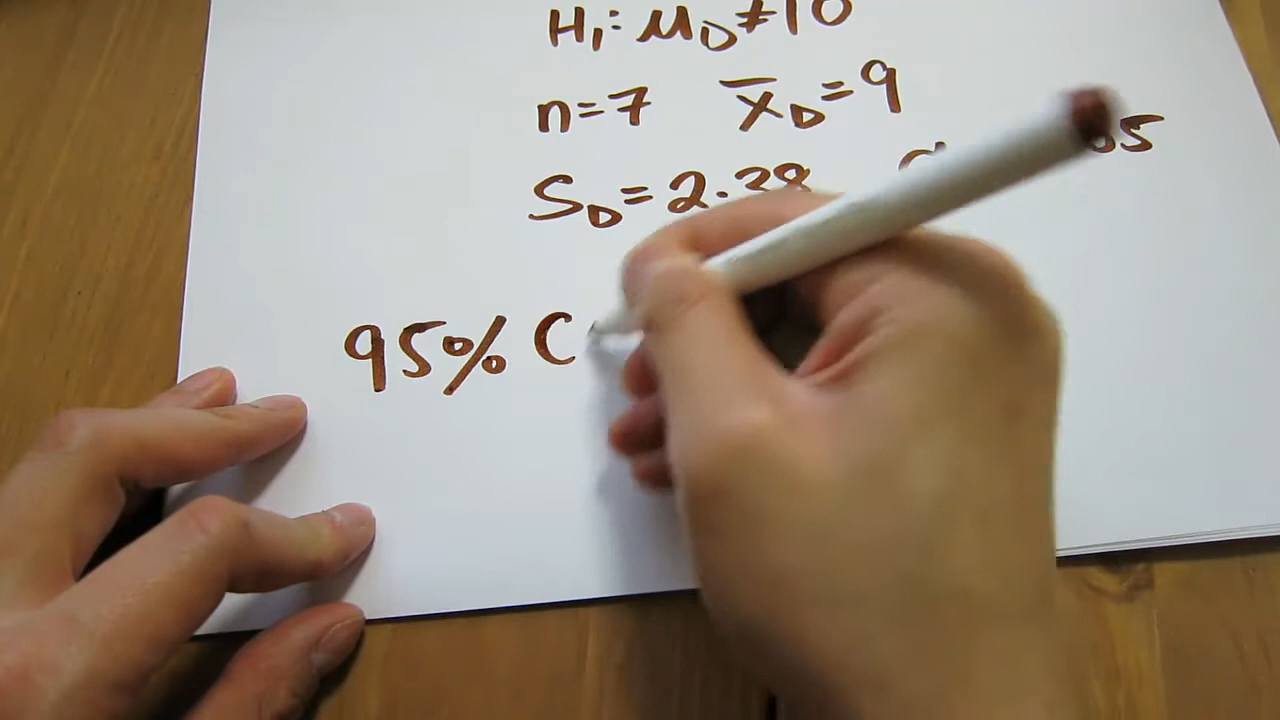 H₁: μD ≠ 10
n=7 x̄D=9
SD=2.38
95% C